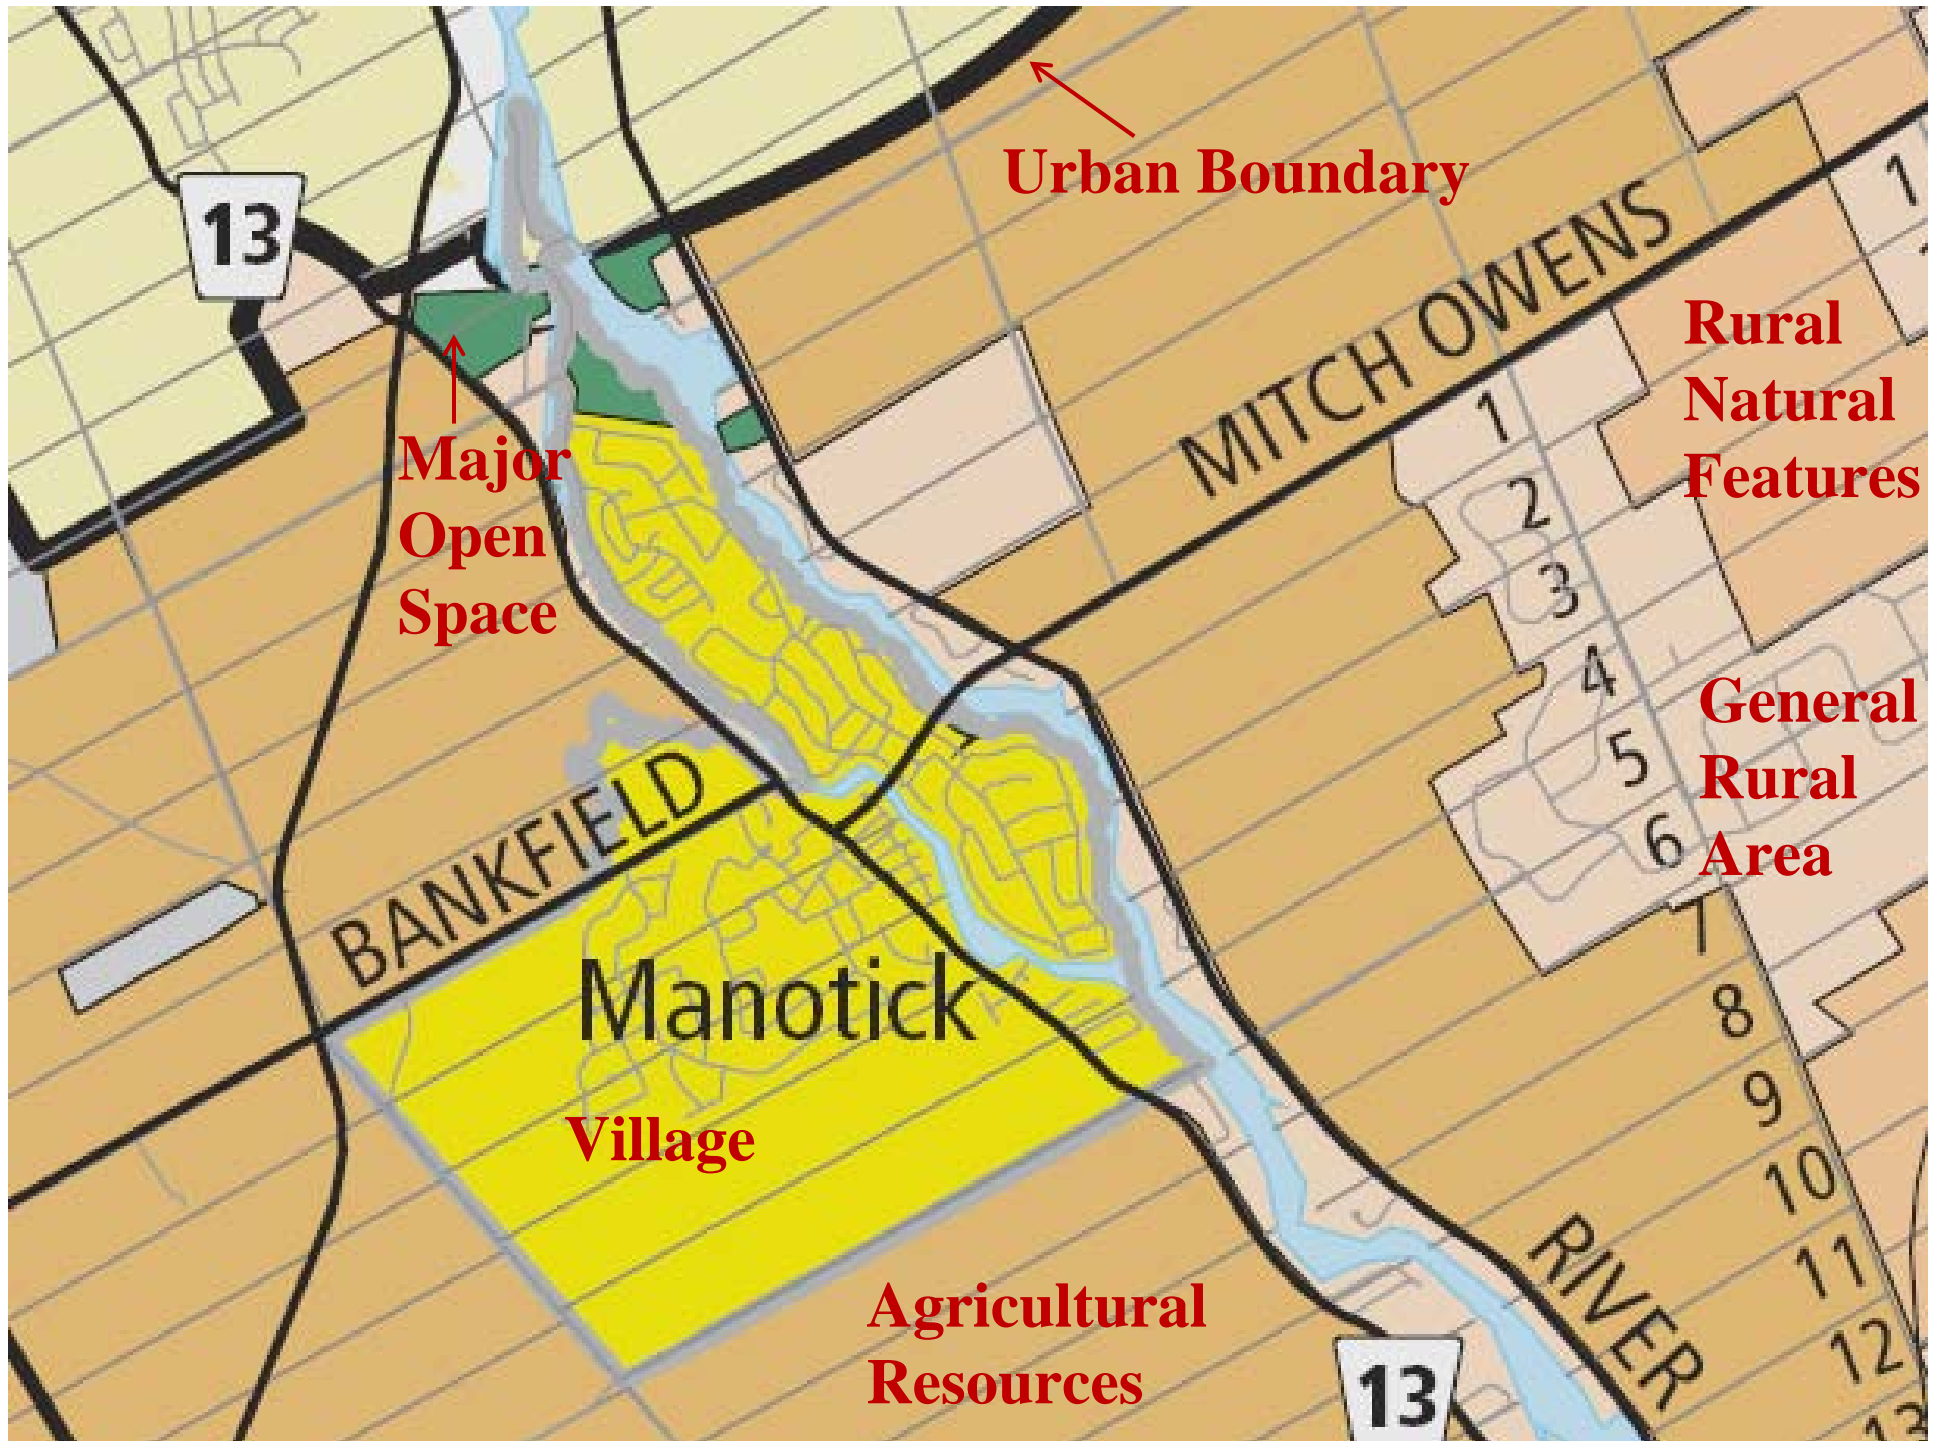 Urban Boundary
13
1
MITCH OWENS
Rural
Natural
Features
1
2
3
4
5
6
7
8
9
10
11
12
13
Major
Open
Space
General
Rural
Area
BANKFIELD
Manotick
Village
Agricultural
Resources
RIVER
13